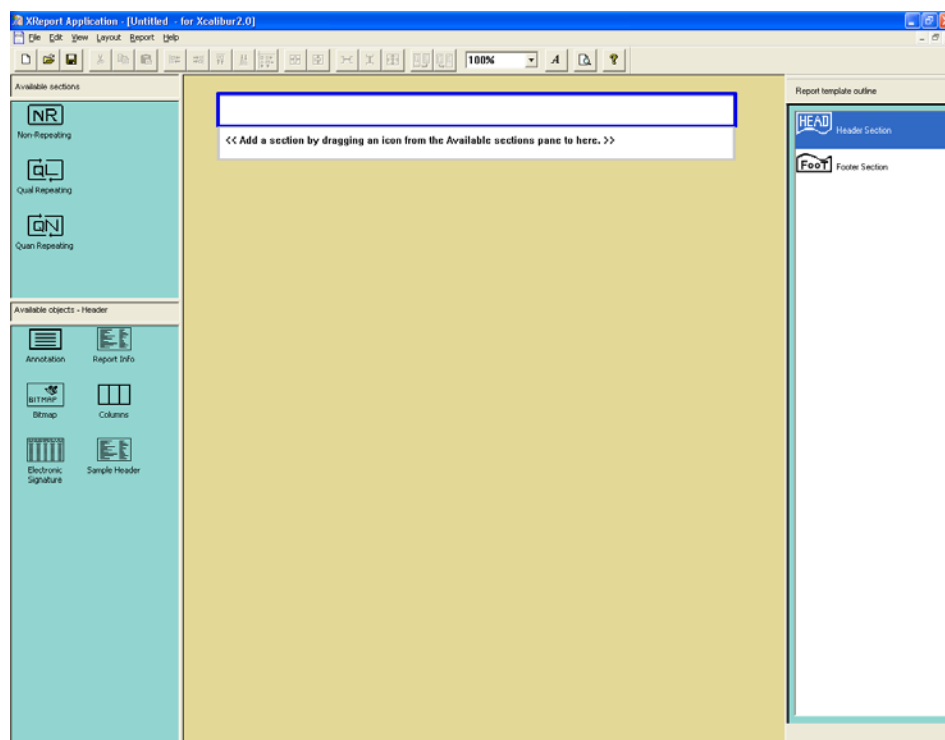 XReport Application - [Untitled - for Xcalibur2.0]
File Edit View Layout Report Help
100% A ?
Available sections
NR
Non-Repeating
QL
Qual Repeating
QN
Quan Repeating
Available objects - Header
Annotation Report Info
BITMAP
Bitmap Columns
Electronic Signature Sample Header
<< Add a section by dragging an icon from the Available sections pane to here. >>
Report template outline
HEAD Header Section
FOOT Footer Section